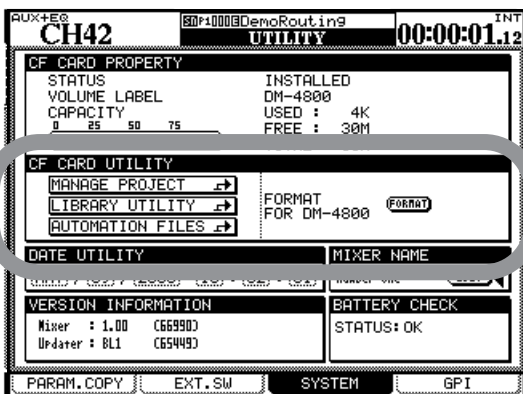 AUX+EQ
CH42
P1000 DemoRouting
UTILITY
INT
00:00:01.12
CF CARD PROPERTY
STATUS INSTALLED
VOLUME LABEL DM-4800
CAPACITY USED : 4K
0 25 50 75 FREE : 30M
CF CARD UTILITY
MANAGE PROJECT
LIBRARY UTILITY
AUTOMATION FILES
FORMAT
FOR DM-4800
FORMAT
DATE UTILITY
MIXER NAME
VERSION INFORMATION
Mixer : 1.00 (66990)
Updater : BL1 (65449)
BATTERY CHECK
STATUS: OK
PARAM.COPY EXT.SW SYSTEM GPI